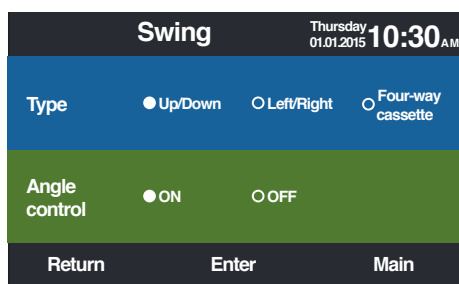 Swing Thursday 10:30 AM
01.01.2015
Type Up/Down Left/Right Four-way
cassette
Angle
control ON OFF
Return Enter Main